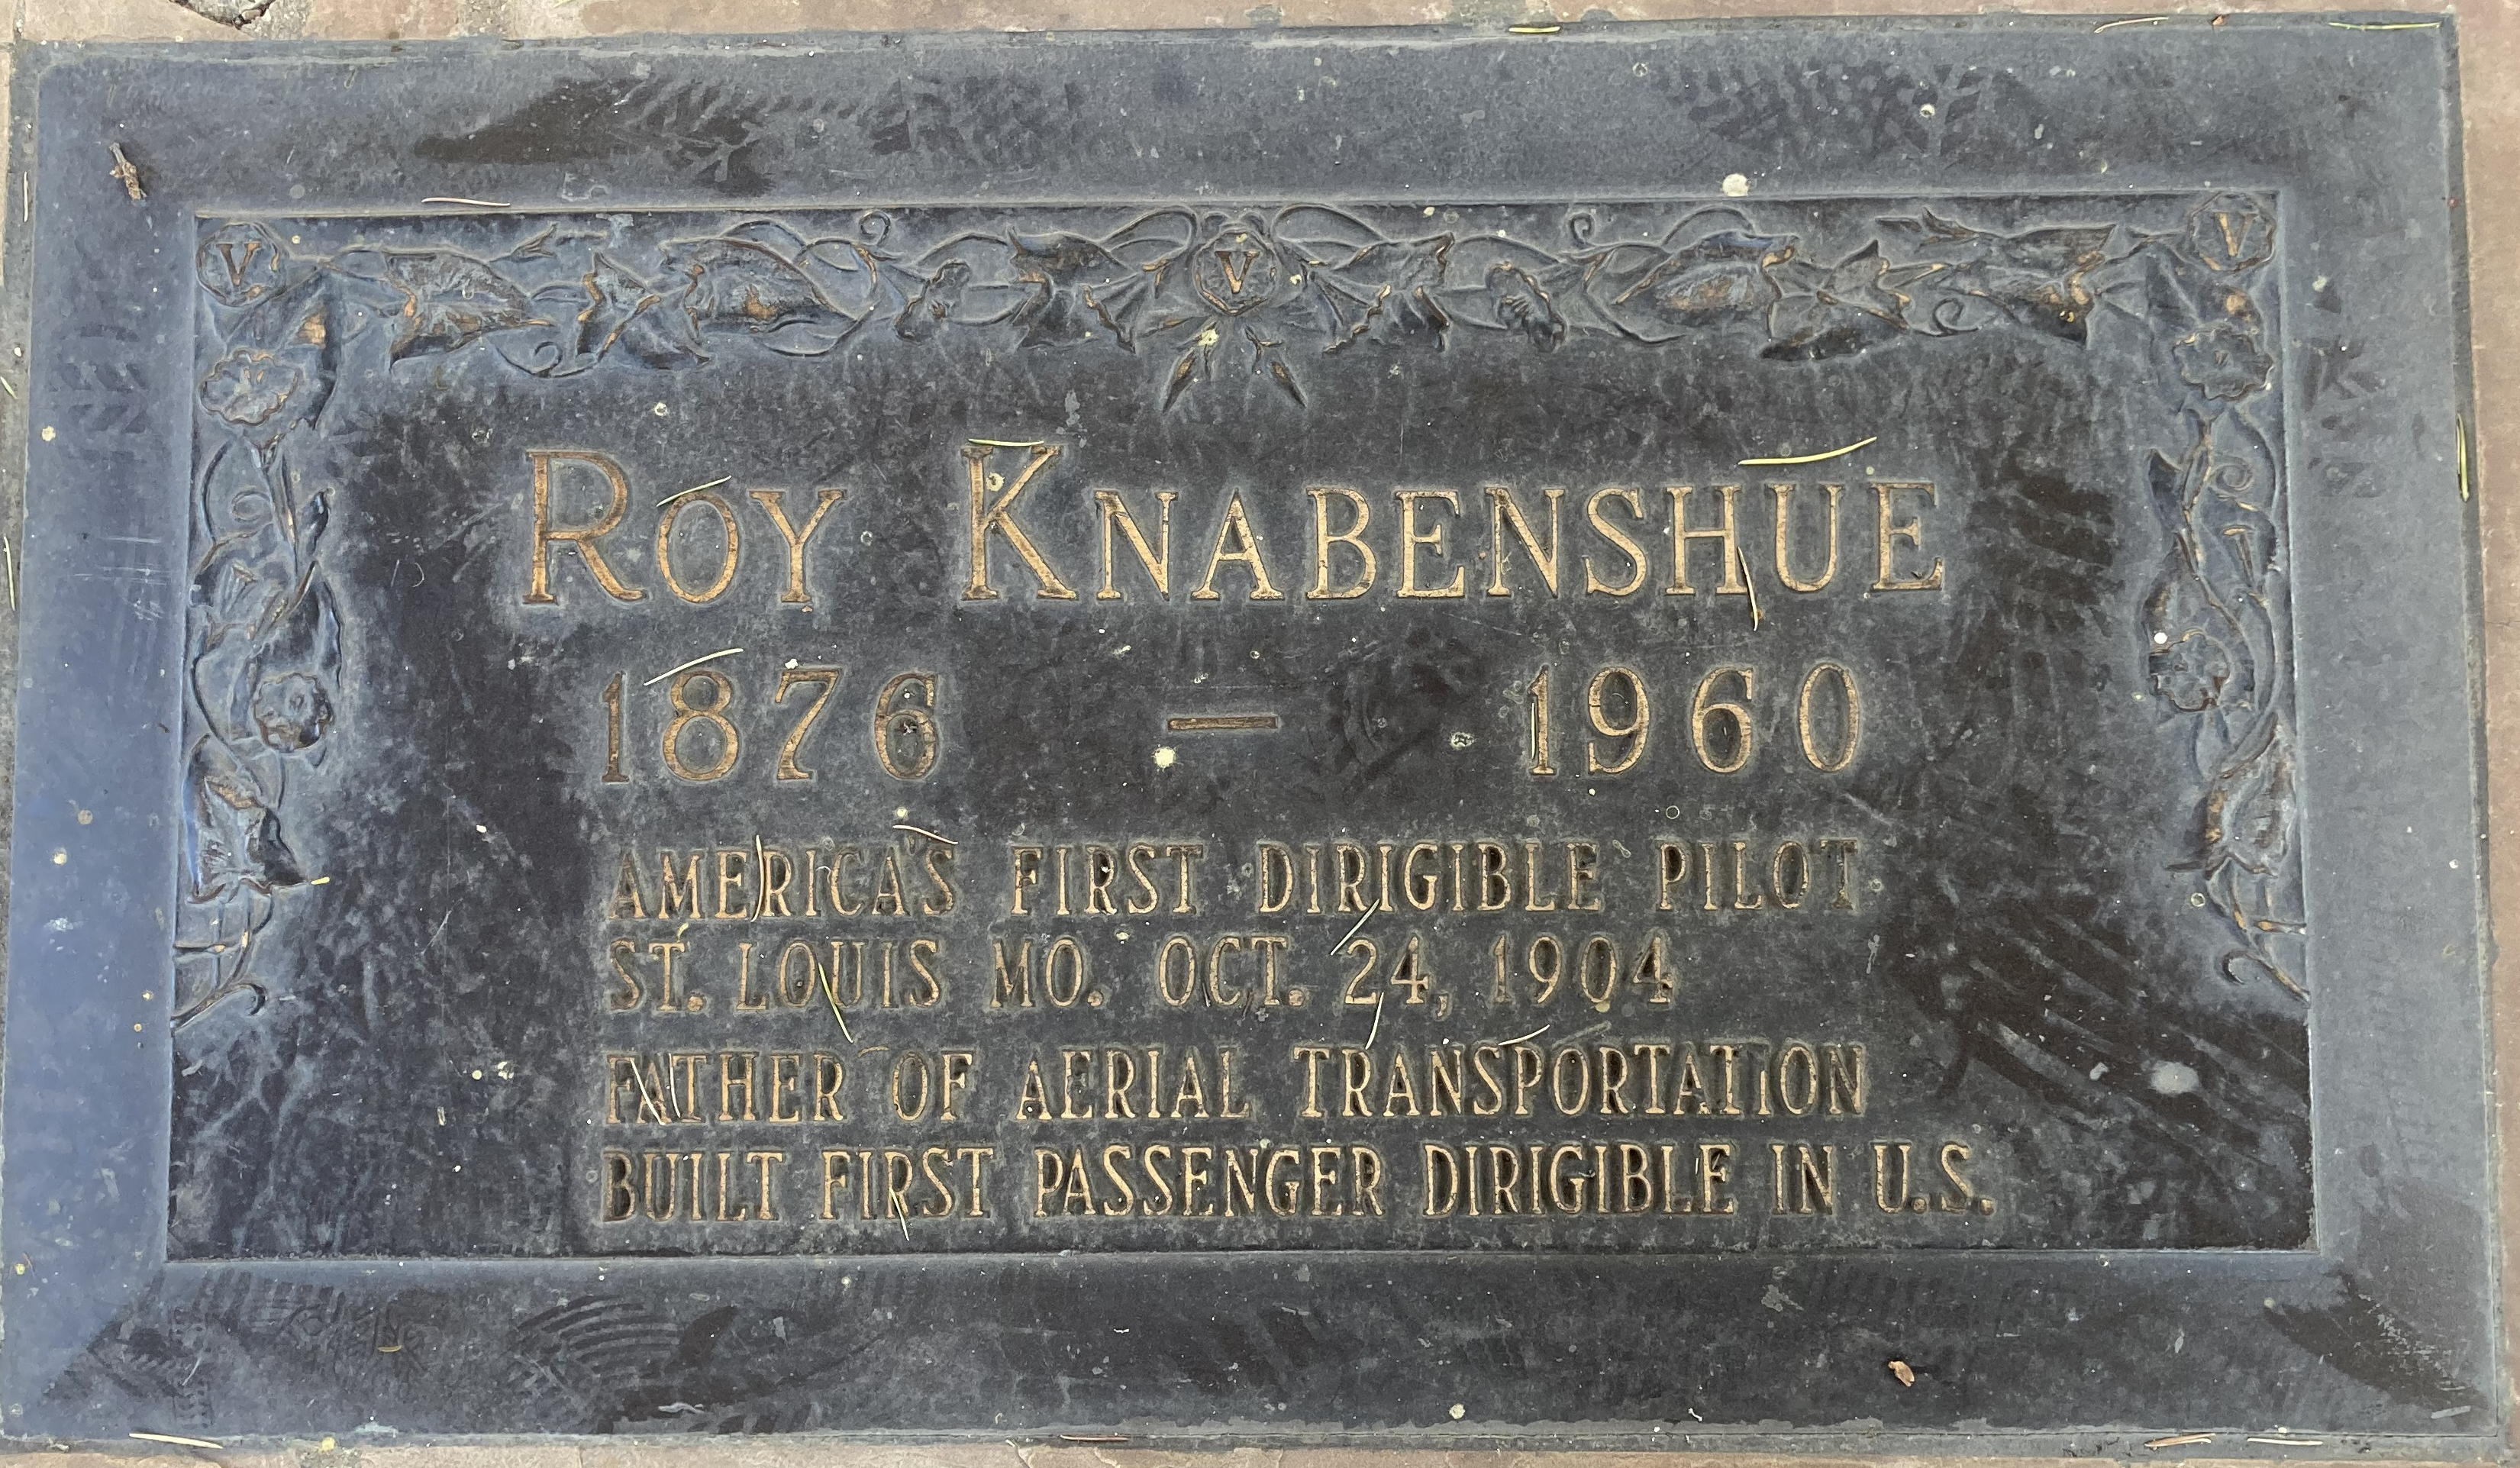 V V V
ROY KNABENSHUE
1876 — 1960
AMERICA'S FIRST DIRIGIBLE PILOT
ST. LOUIS MO. OCT. 24, 1904
FATHER OF AERIAL TRANSPORTATION
BUILT FIRST PASSENGER DIRIGIBLE IN U.S.